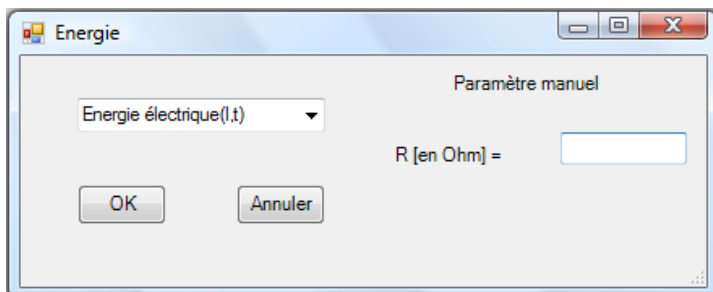 Energie
Paramètre manuel
Energie électrique(I,t)
R [en Ohm] =
OK
Annuler